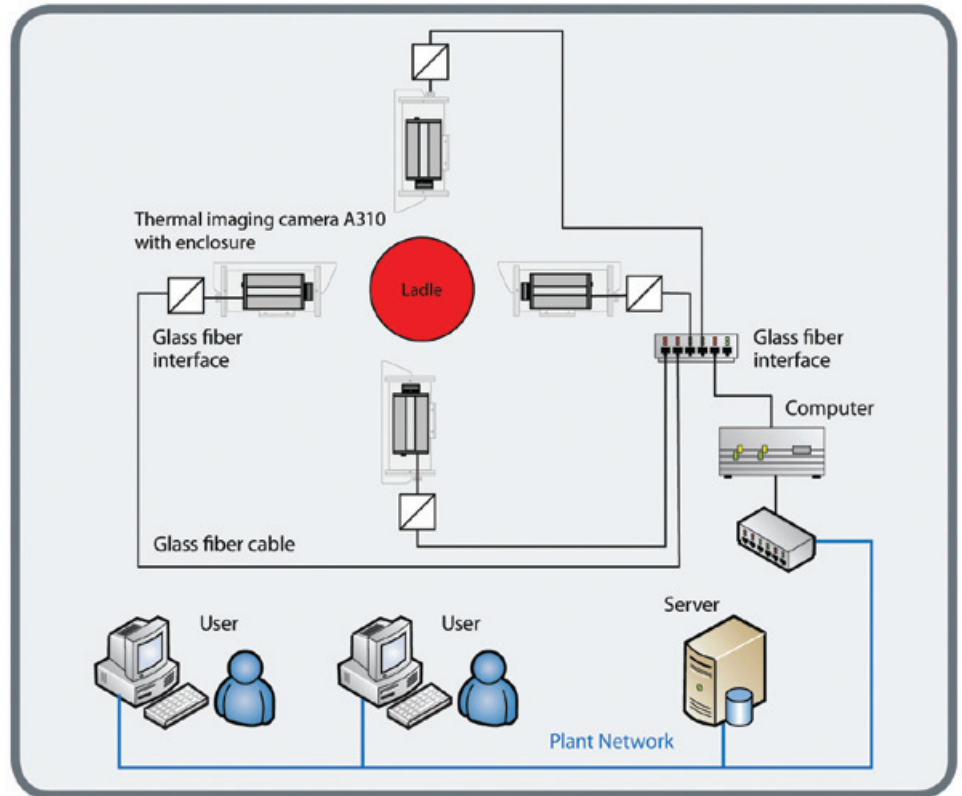 Thermal imaging camera A310
with enclosure
Ladle
Glass fiber
interface
Glass fiber
interface
Computer
Glass fiber cable
User
User
Server
Plant Network